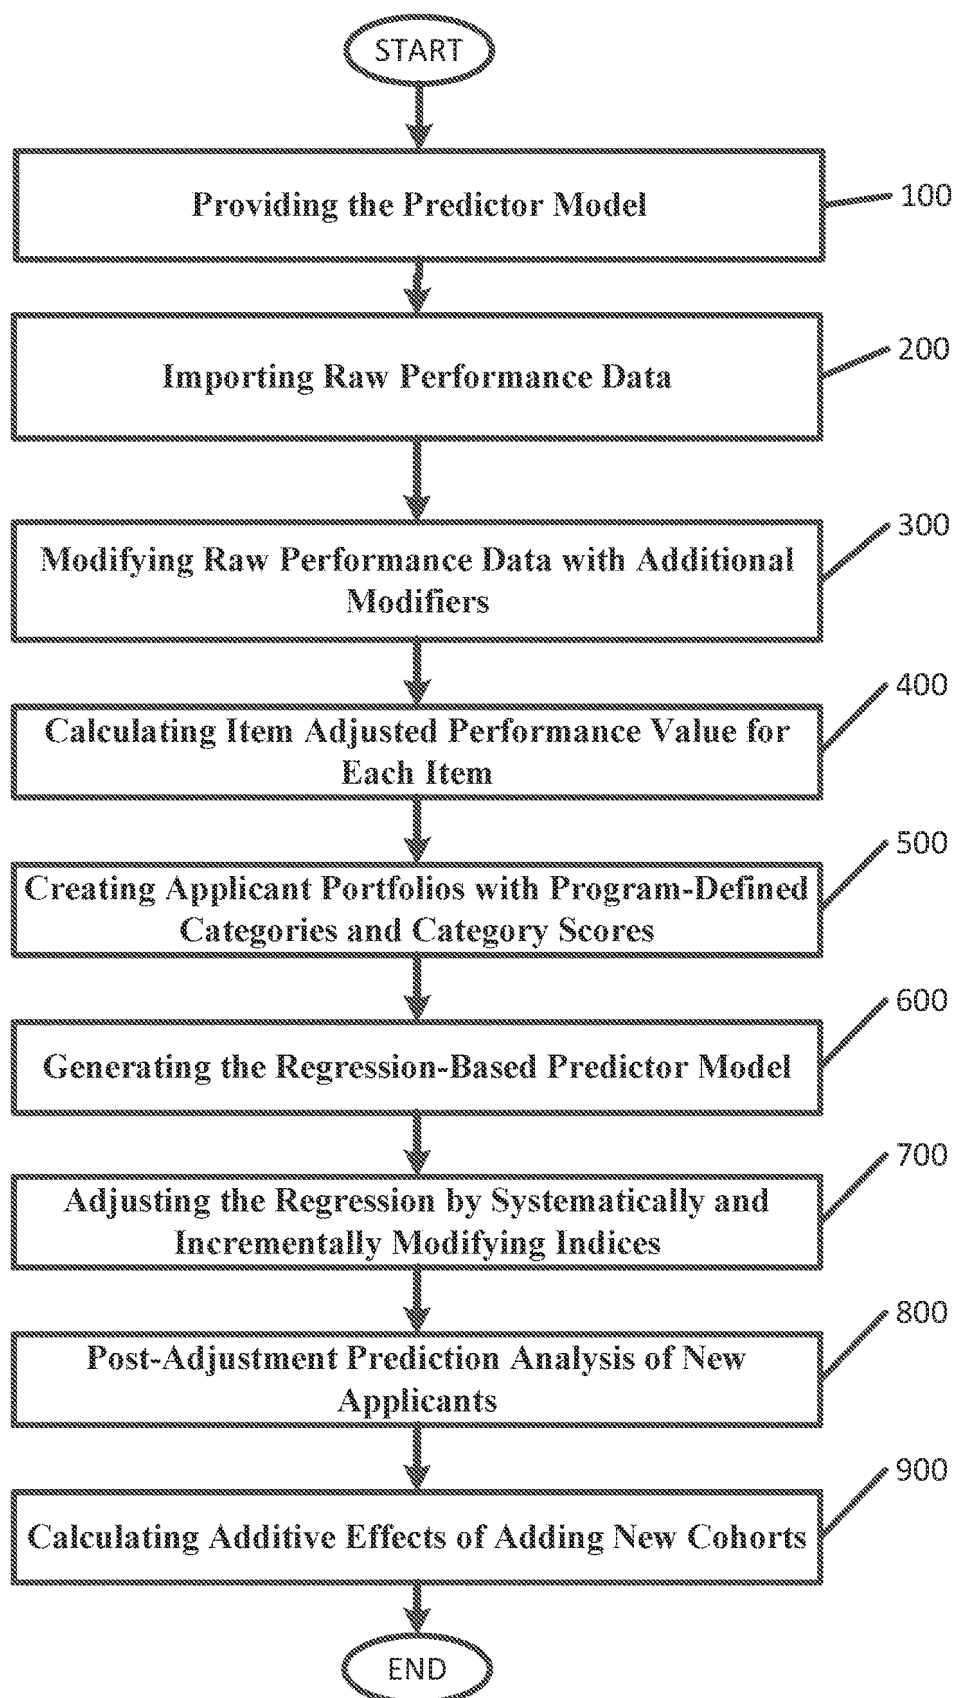 START
Providing the Predictor Model
100
Importing Raw Performance Data
200
Modifying Raw Performance Data with Additional
Modifiers
300
Calculating Item Adjusted Performance Value for
Each Item
400
Creating Applicant Portfolios with Program-Defined
Categories and Category Scores
500
Generating the Regression-Based Predictor Model
600
Adjusting the Regression by Systematically and
Incrementally Modifying Indices
700
Post-Adjustment Prediction Analysis of New
Applicants
800
Calculating Additive Effects of Adding New Cohorts
900
END